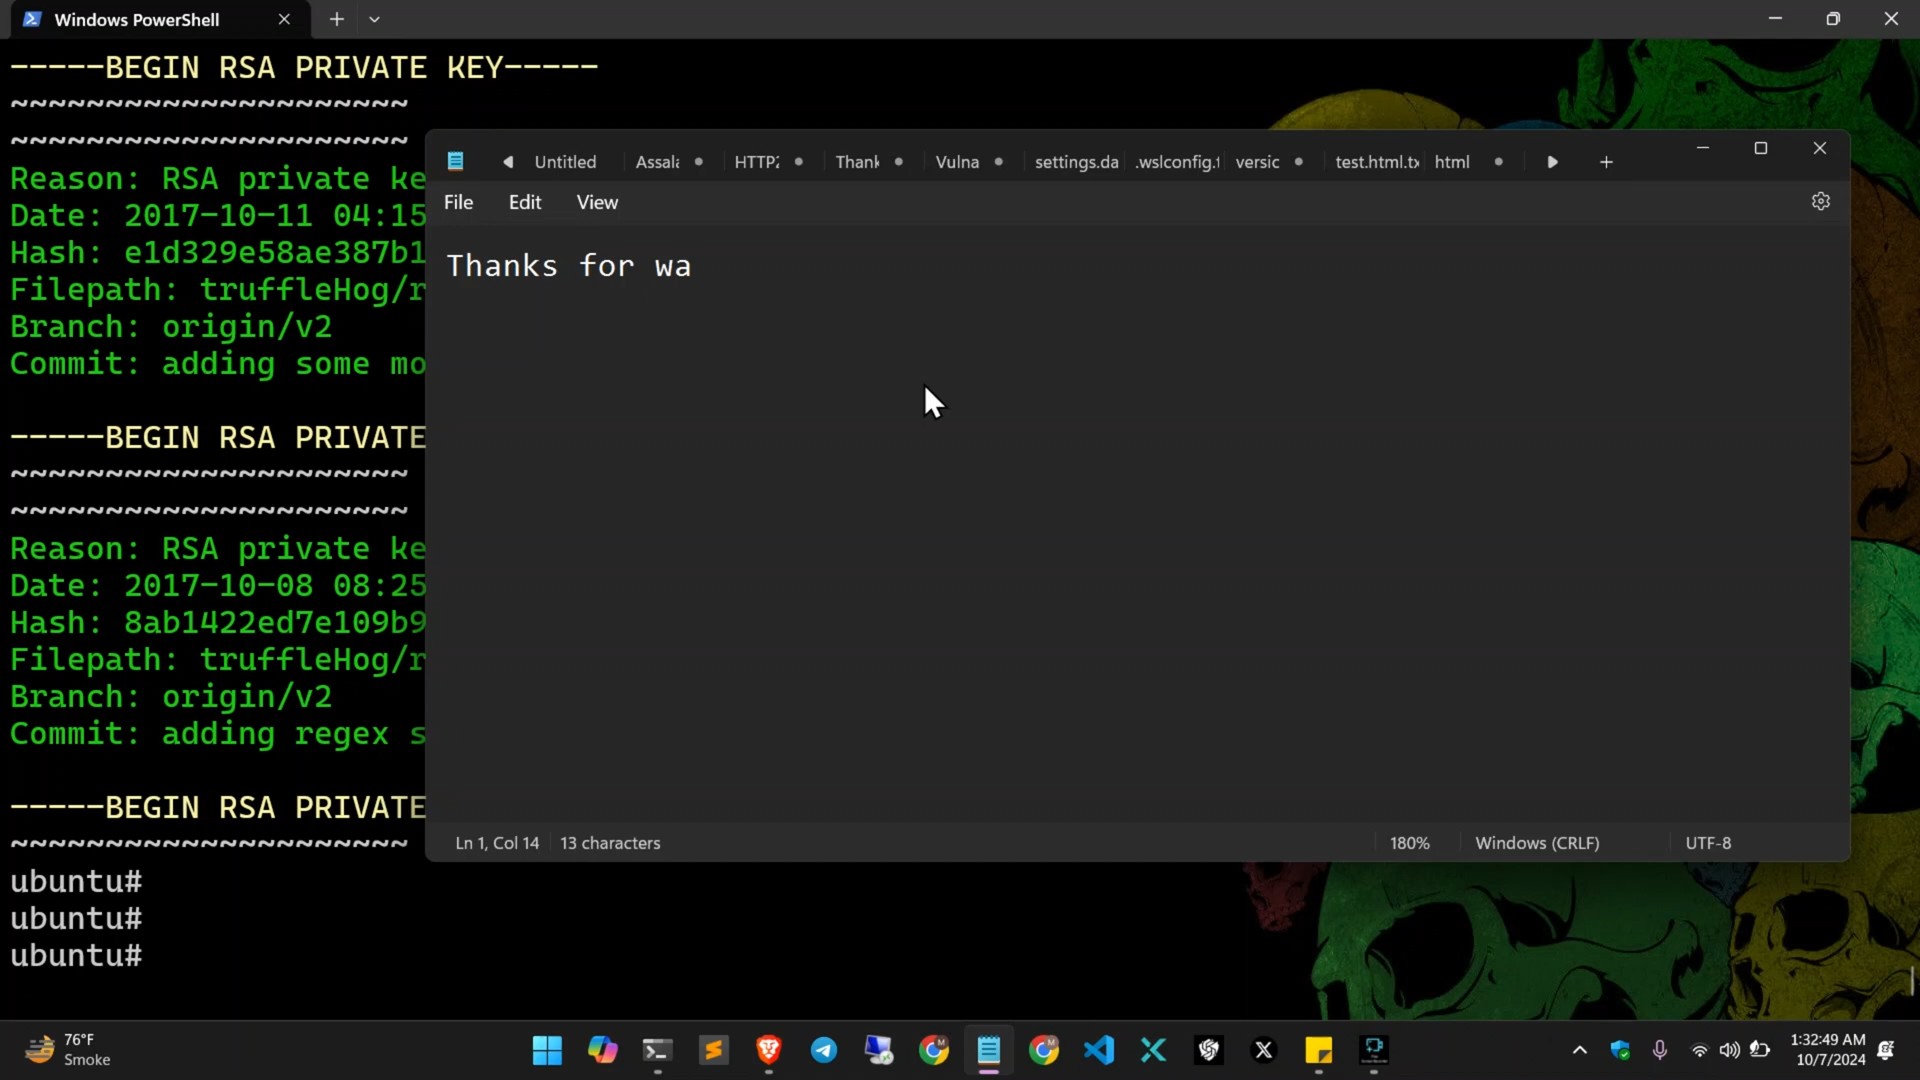 Windows PowerShell
-----BEGIN RSA PRIVATE KEY-----
~~~~~~~~~~~~~~~~~~~~~
~~~~~~~~~~~~~~~~~~~~~
Reason: RSA private ke
Date: 2017-10-11 04:15
Hash: e1d329e58ae387b1
Filepath: truffleHog/r
Branch: origin/v2
Commit: adding some mo
-----BEGIN RSA PRIVATE
~~~~~~~~~~~~~~~~~~~~~
~~~~~~~~~~~~~~~~~~~~~
Reason: RSA private ke
Date: 2017-10-08 08:25
Hash: 8ab1422ed7e109b9
Filepath: truffleHog/r
Branch: origin/v2
Commit: adding regex s
-----BEGIN RSA PRIVATE
~~~~~~~~~~~~~~~~~~~~~
ubuntu#
ubuntu#
ubuntu#
Untitled Assala HTTP2 Thank Vulna settings.da .wslconfig.t versic test.html.tx html
File Edit View
Thanks for wa
Ln 1, Col 14 13 characters 180% Windows (CRLF) UTF-8
76°F
Smoke
1:32:49 AM
10/7/2024